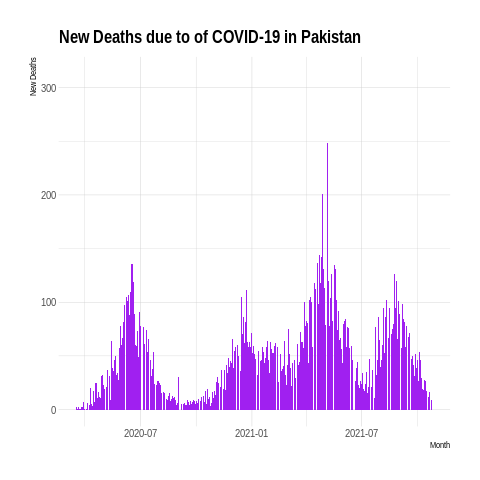 New Deaths due to of COVID-19 in Pakistan
New Deaths
300
200
100
0
2020-07
2021-01
2021-07
Month